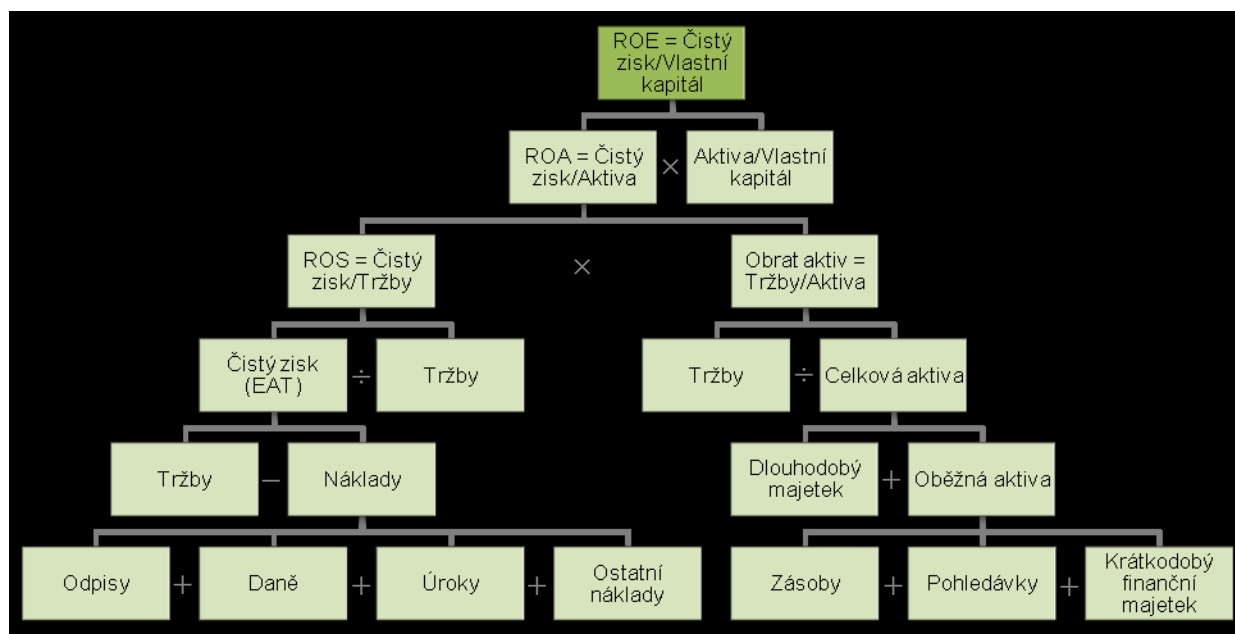 ROE = Čistý
zisk/Vlastní
kapitál
ROA = Čistý
zisk/Aktiva
×
Aktiva/Vlastní
kapitál
ROS = Čistý
zisk/Tržby
×
Obrat aktiv =
Tržby/Aktiva
Čistý zisk
(EAT)
÷
Tržby
Tržby
÷
Celková aktiva
Tržby
−
Náklady
Dlouhodobý
majetek
+
Oběžná aktiva
Odpisy
+
Daně
+
Úroky
+
Ostatní
náklady
Zásoby
+
Pohledávky
+
Krátkodobý
finanční
majetek